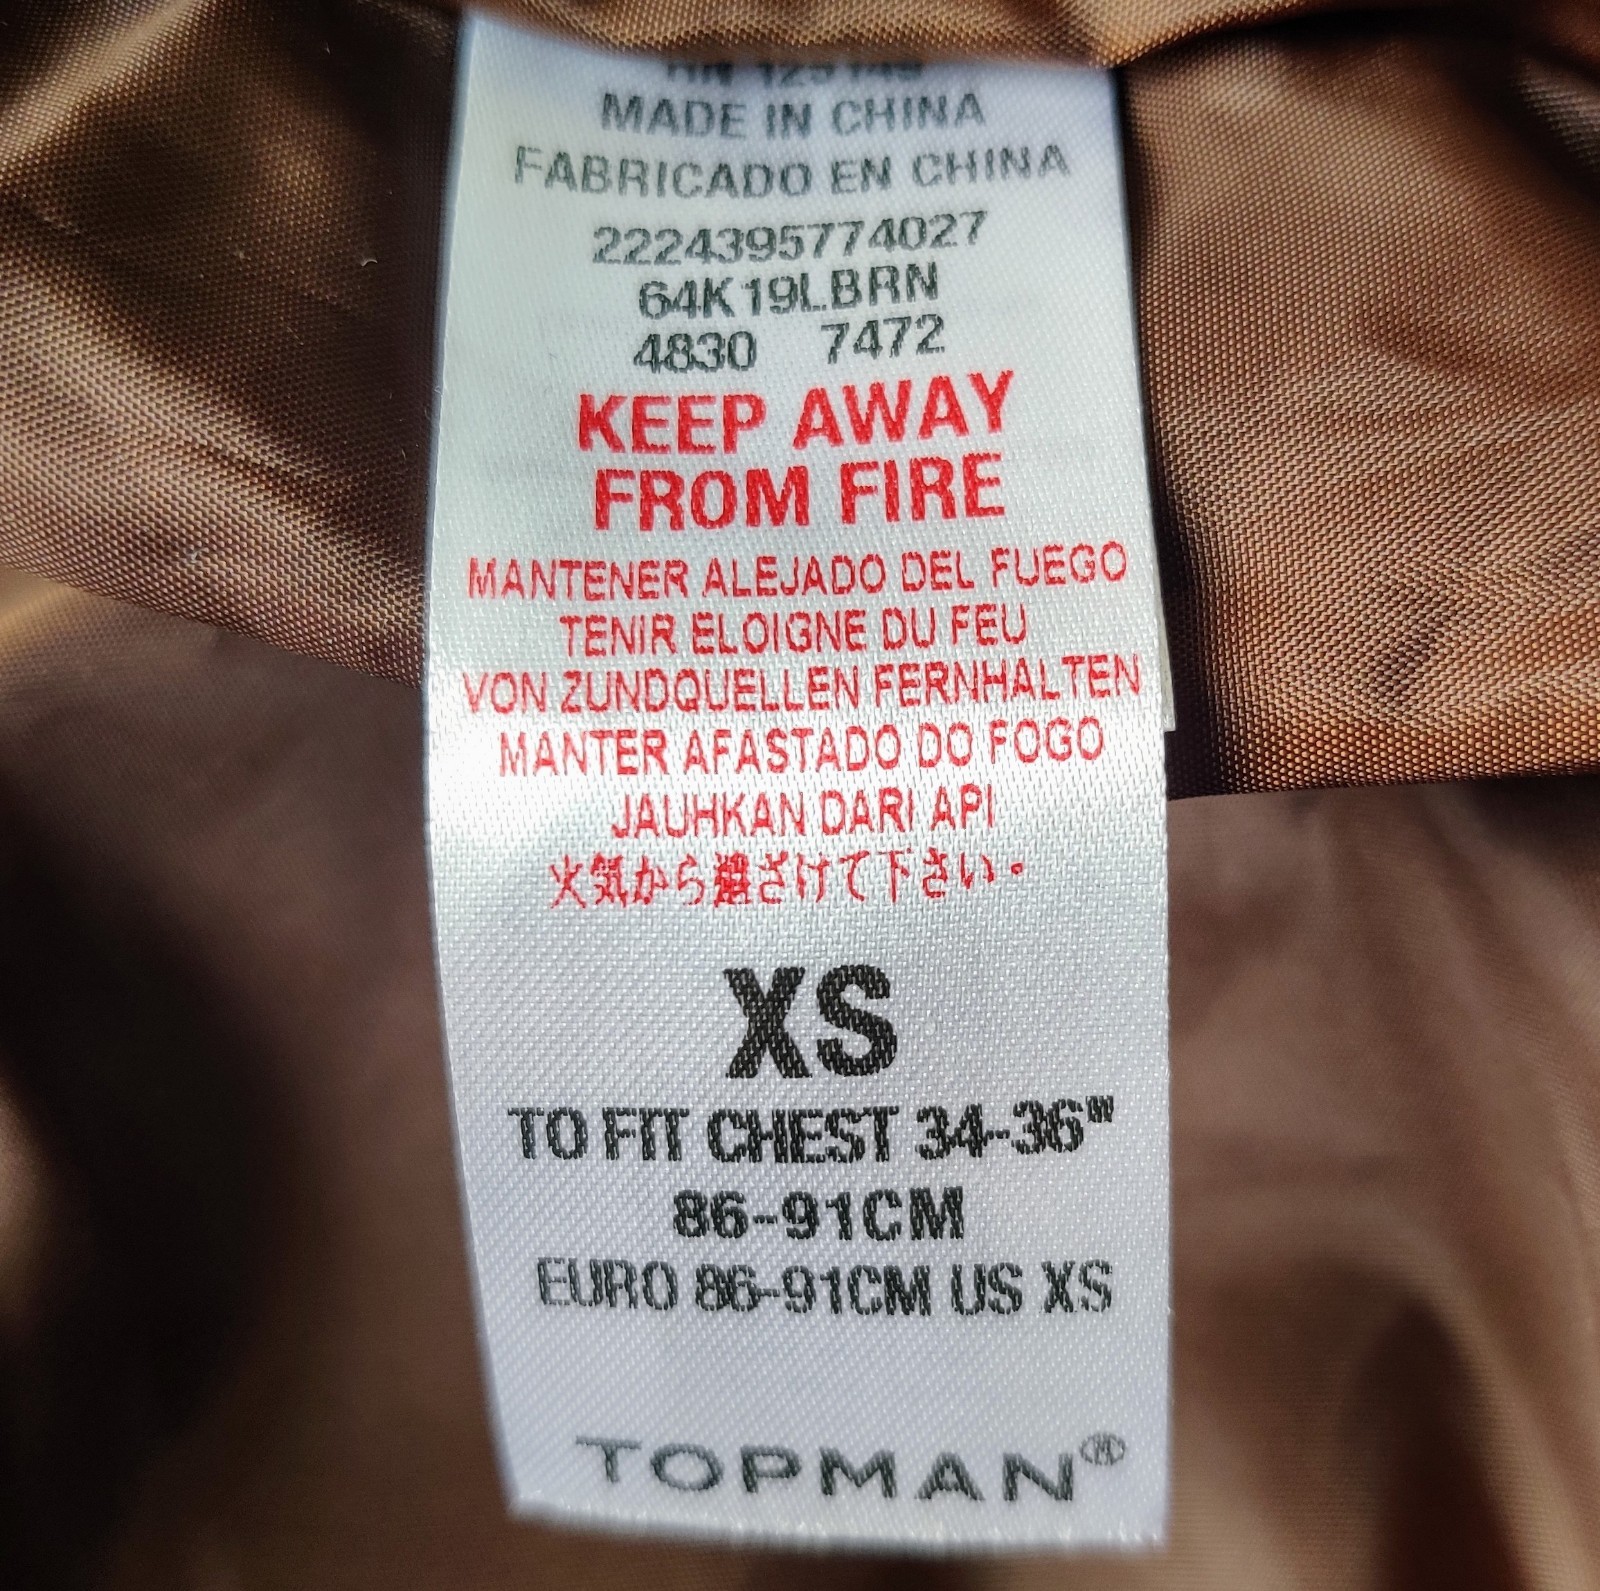 MADE IN CHINA
FABRICADO EN CHINA
2224395774027
64K19LBRN
4830 7472
KEEP AWAY
FROM FIRE
MANTENER ALEJADO DEL FUEGO
TENIR ELOIGNE DU FEU
VON ZUNDQUELLEN FERNHALTEN
MANTER AFASTADO DO FOGO
JAUHKAN DARI API
火気から遠ざけて下さい。
XS
TO FIT CHEST 34-36"
86-91CM
EURO 86-91CM US XS
TOPMAN®